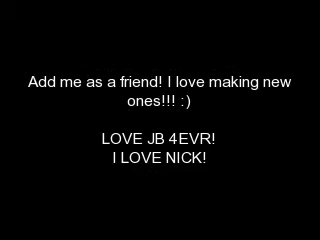 Add me as a friend! I love making new
ones!!! :)
LOVE JB 4EVR!
I LOVE NICK!